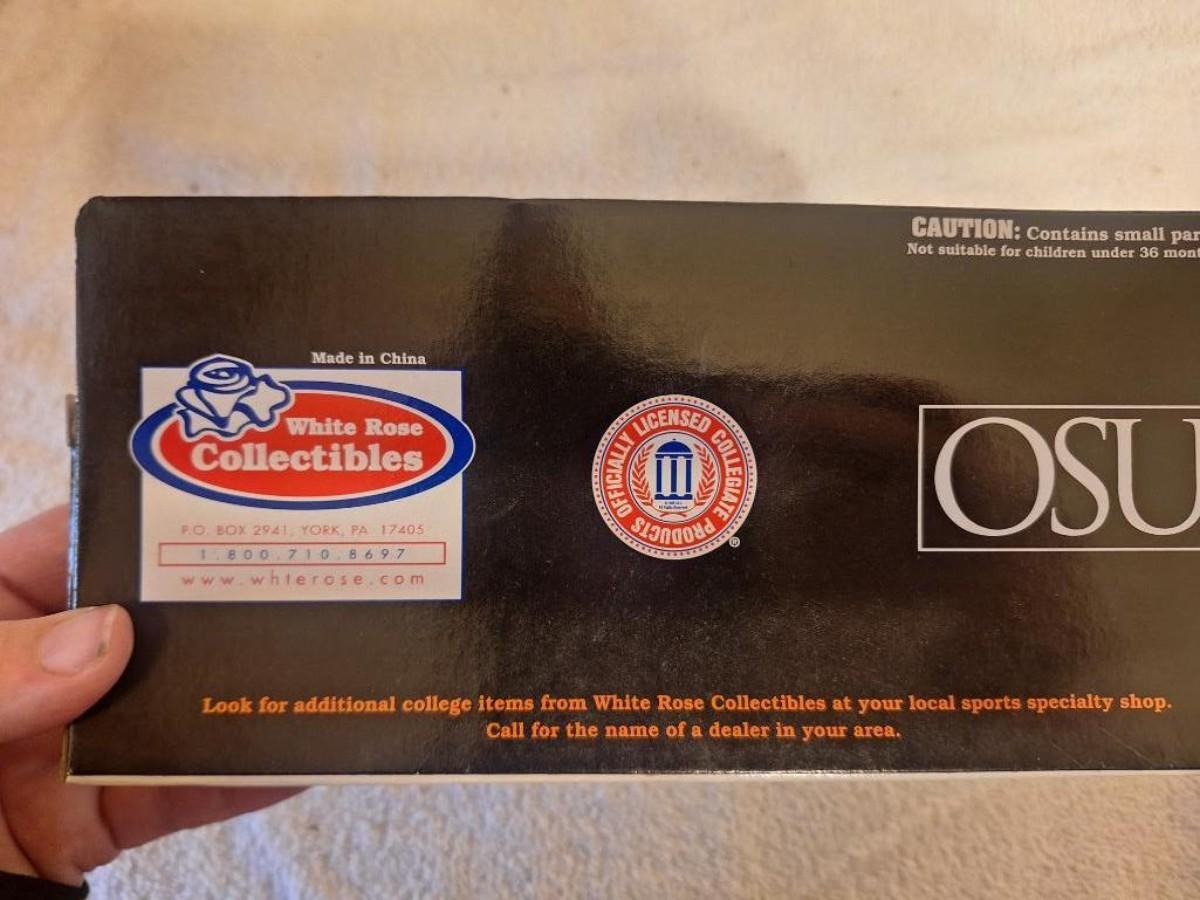 CAUTION: Contains small par
Not suitable for children under 36 mont
Made in China
White Rose
Collectibles
P.O. BOX 2941, YORK, PA 17405
1.800.710.8697
www.whterose.com
OFFICIALLY LICENSED COLLEGIATE PRODUCTS
®
OSU
Look for additional college items from White Rose Collectibles at your local sports specialty shop.
Call for the name of a dealer in your area.